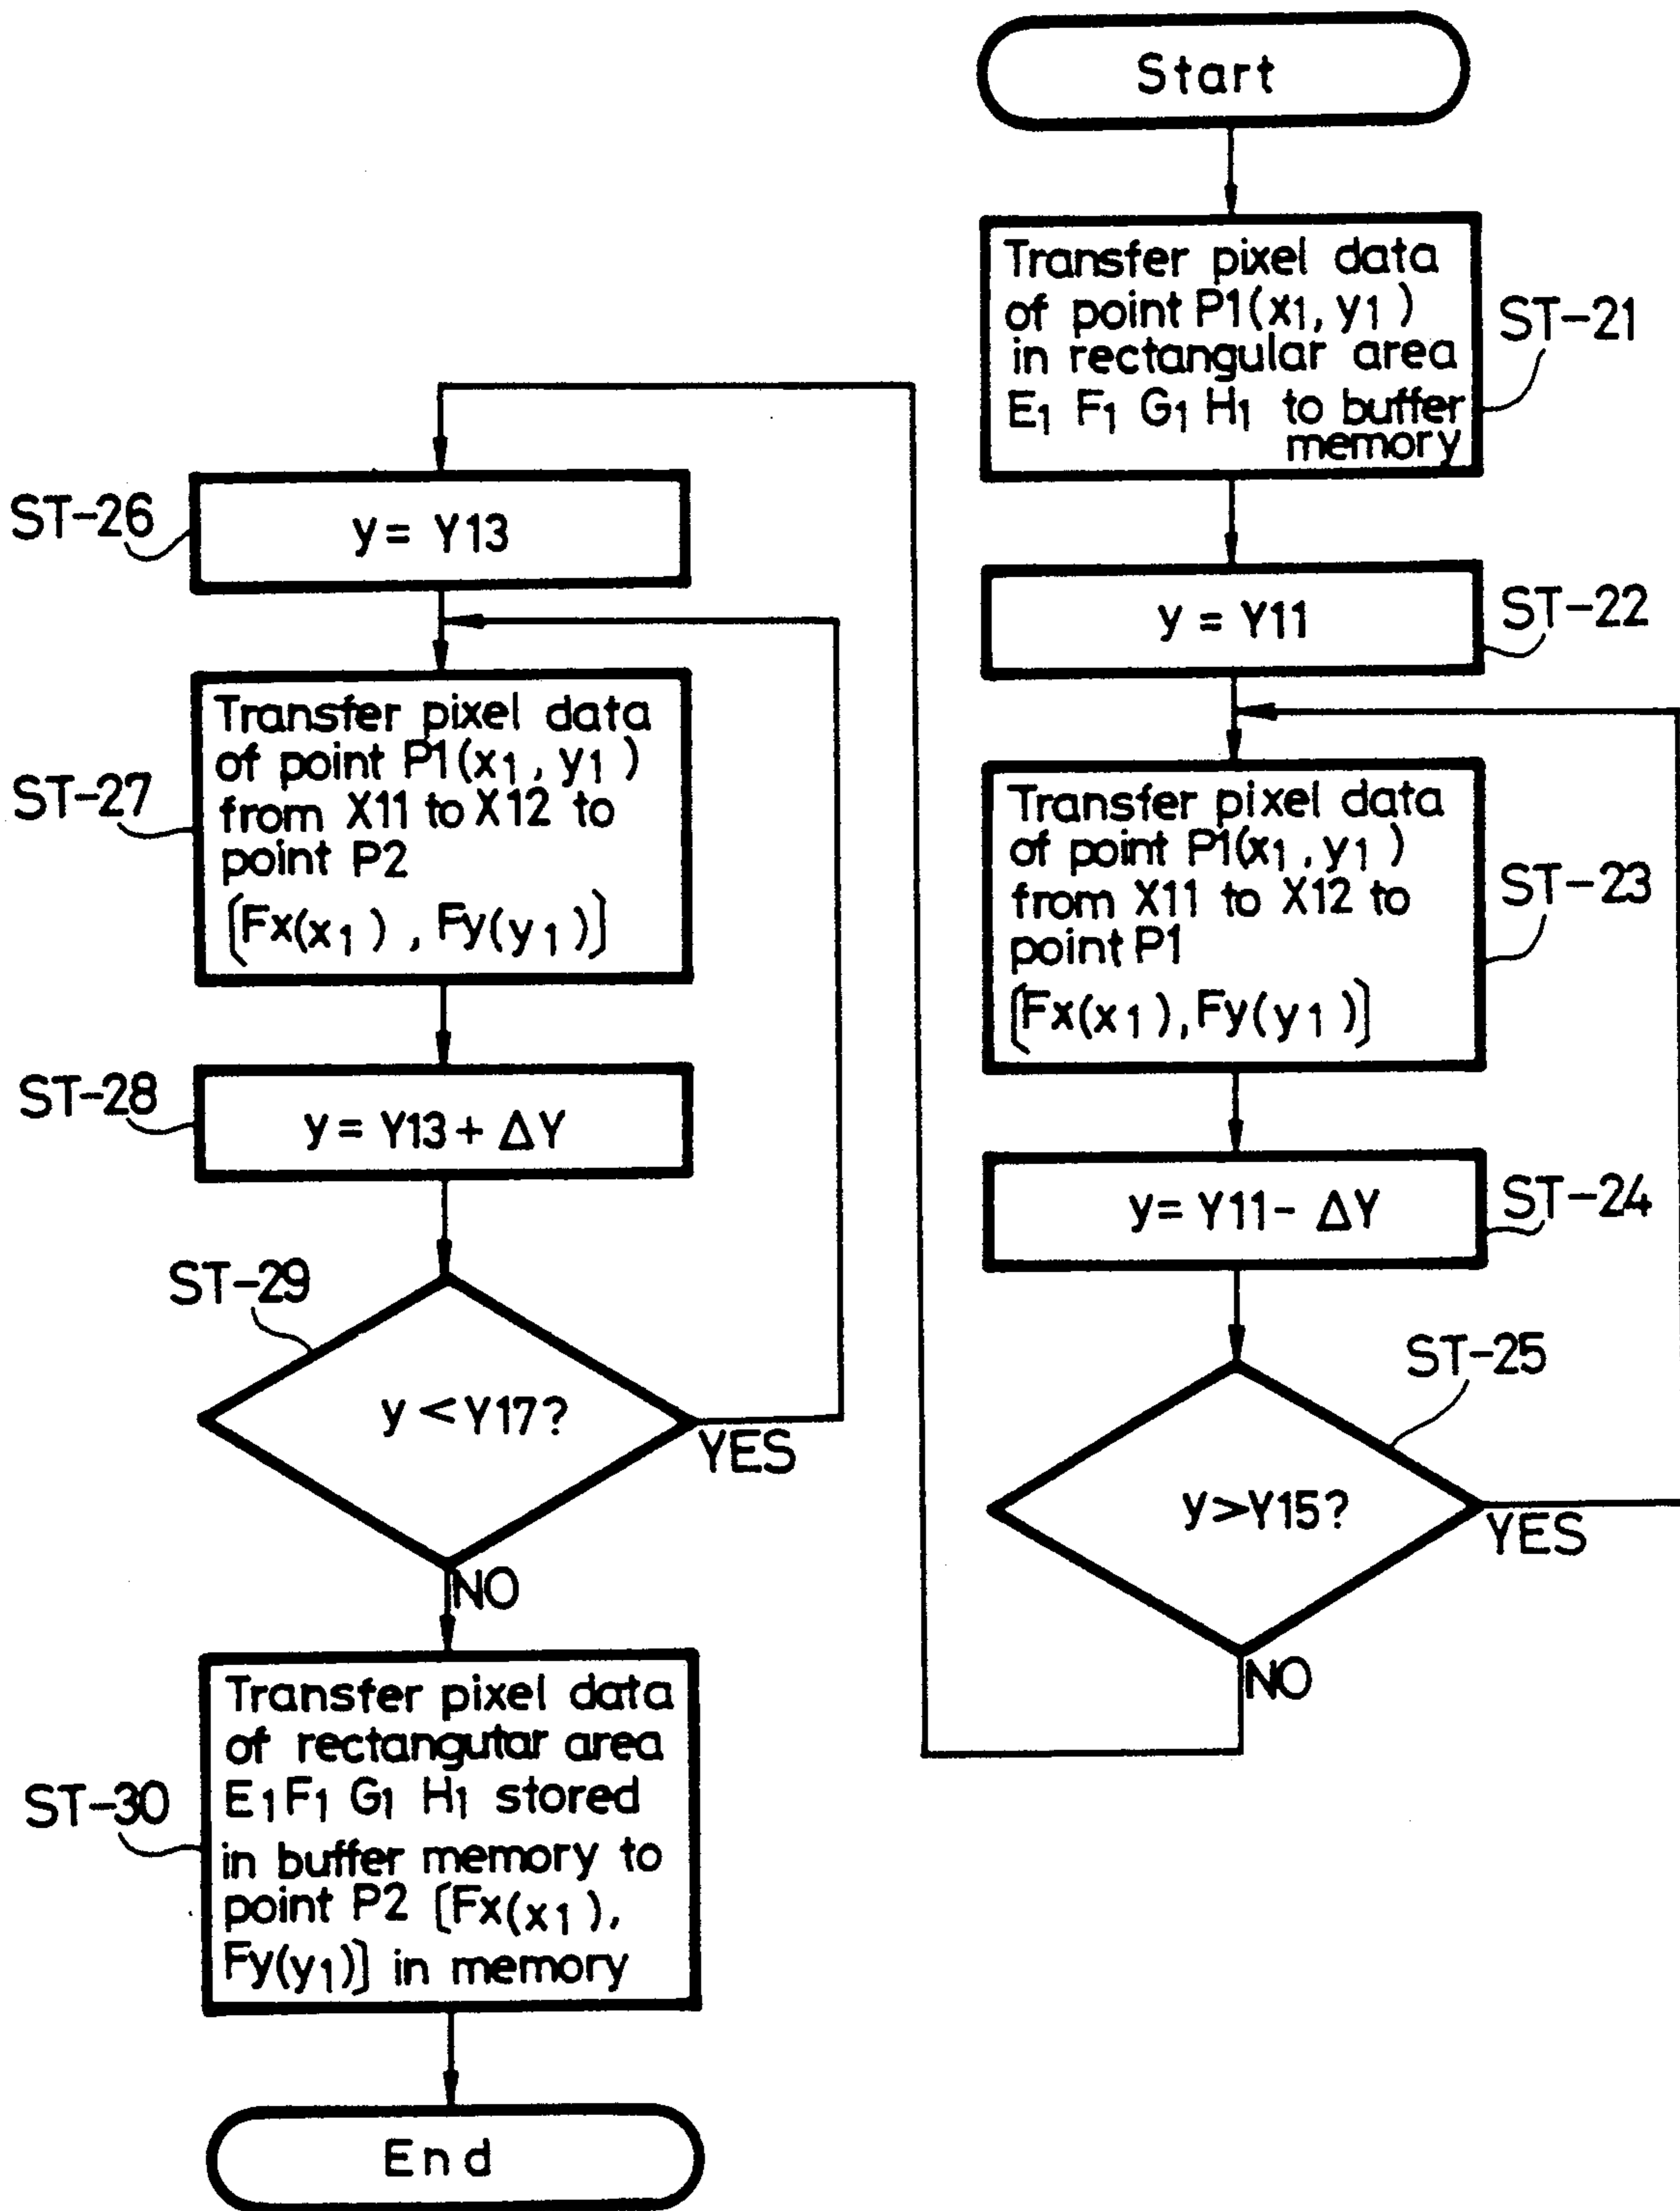 Start
Transfer pixel data
of point P1(x1, y1)
in rectangular area
E1 F1 G1 H1 to buffer
memory
ST-21
y = Y11
ST-22
Transfer pixel data
of point P1(x1, y1)
from X11 to X12 to
point P1
[Fx(x1), Fy(y1)]
ST-23
y= Y11- ΔY
ST-24
ST-25
y>Y15?
YES
NO
ST-26
y= Y13
Transfer pixel data
of point P1(x1, y1)
from X11 to X12 to
point P2
[Fx(x1), Fy(y1)]
ST-27
ST-28
y= Y13+ ΔY
ST-29
y<Y17?
YES
NO
Transfer pixel data
of rectangutar area
E1 F1 G1 H1 stored
in buffer memory to
point P2 [Fx(x1),
Fy(y1)] in memory
ST-30
End